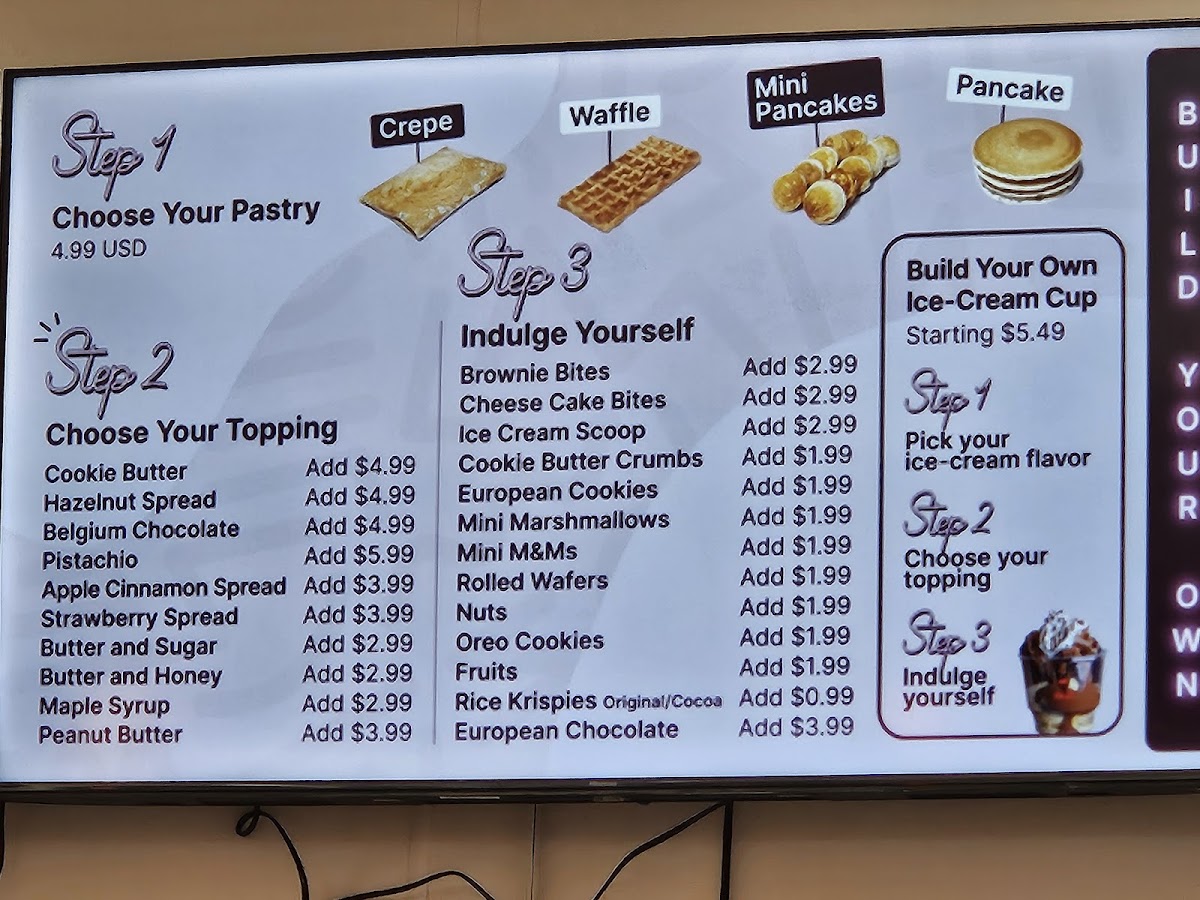 Step 1
Choose Your Pastry
4.99 USD
Crepe
Waffle
Mini
Pancakes
Pancake
Step 2
Choose Your Topping
Cookie Butter Add $4.99
Hazelnut Spread Add $4.99
Belgium Chocolate Add $4.99
Pistachio Add $5.99
Apple Cinnamon Spread Add $3.99
Strawberry Spread Add $3.99
Butter and Sugar Add $2.99
Butter and Honey Add $2.99
Maple Syrup Add $2.99
Peanut Butter Add $3.99
Step 3
Indulge Yourself
Brownie Bites Add $2.99
Cheese Cake Bites Add $2.99
Ice Cream Scoop Add $2.99
Cookie Butter Crumbs Add $1.99
European Cookies Add $1.99
Mini Marshmallows Add $1.99
Mini M&Ms Add $1.99
Rolled Wafers Add $1.99
Nuts Add $1.99
Oreo Cookies Add $1.99
Fruits Add $1.99
Rice Krispies Original/Cocoa Add $0.99
European Chocolate Add $3.99
Build Your Own
Ice-Cream Cup
Starting $5.49
Step 1
Pick your
ice-cream flavor
Step 2
Choose your
topping
Step 3
Indulge
yourself
BUILD YOUR OWN